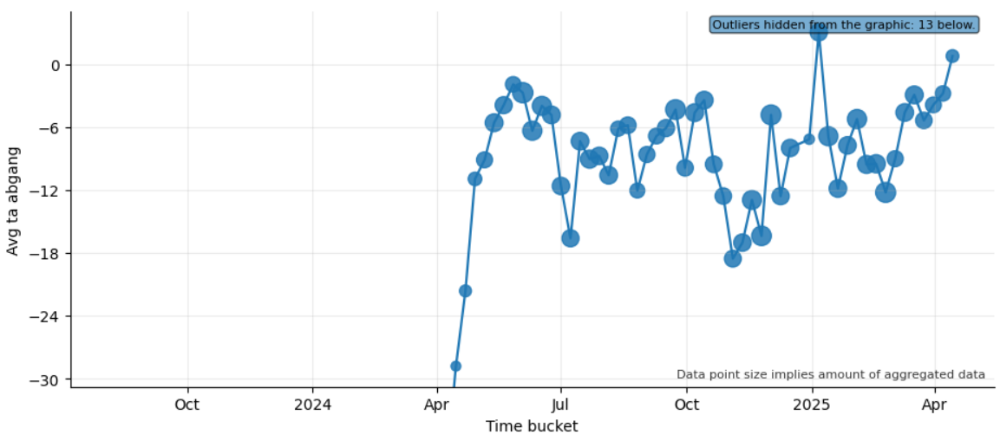 Outliers hidden from the graphic: 13 below.
0
−6
−12
−18
−24
−30
Avg ta abgang
Data point size implies amount of aggregated data
Oct
2024
Apr
Jul
Oct
2025
Apr
Time bucket